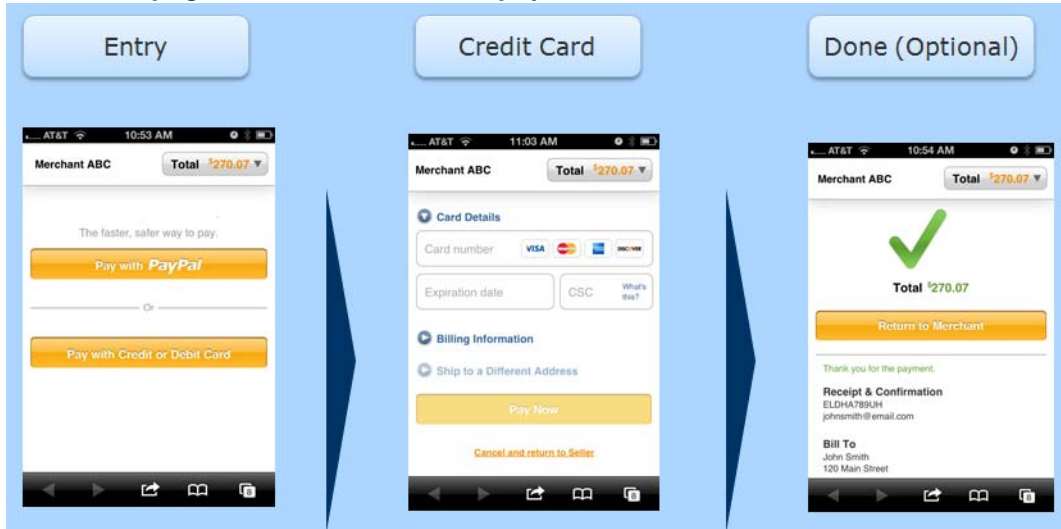 Entry
Credit Card
Done (Optional)
AT&T 10:53 AM
Merchant ABC Total $270.07
The faster, safer way to pay.
Pay with PayPal
Or
Pay with Credit or Debit Card
8
AT&T 11:03 AM
Merchant ABC Total $270.07
Card Details
Card number VISA DISCOVER
Expiration date CSC What's this?
Billing Information
Ship to a Different Address
Pay Now
Cancel and return to Seller
8
AT&T 10:54 AM
Merchant ABC Total $270.07
Total $270.07
Return to Merchant
Thank you for the payment.
Receipt & Confirmation
ELDHA789UH
johnsmith@email.com
Bill To
John Smith
120 Main Street
8